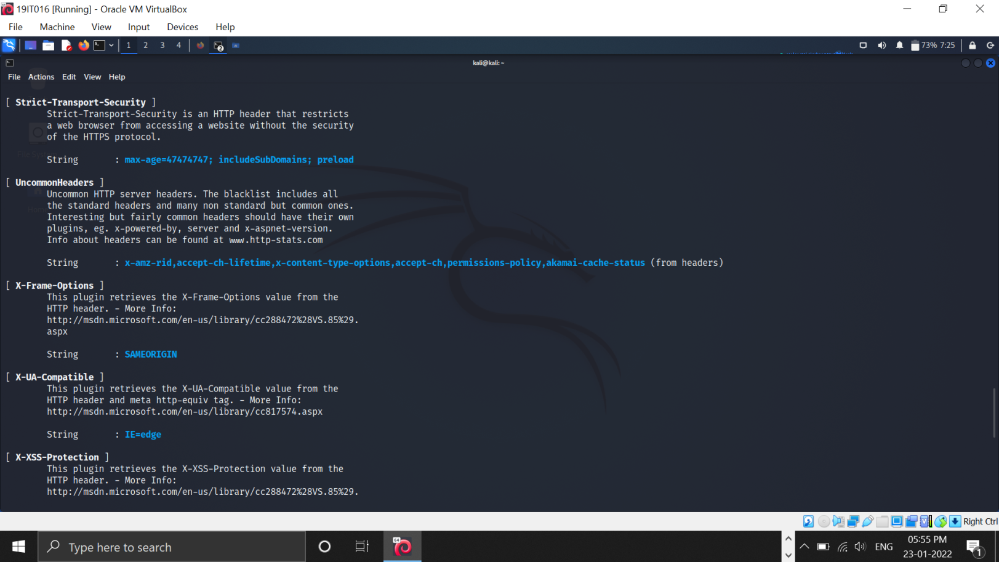 19IT016 [Running] - Oracle VM VirtualBox
File Machine View Input Devices Help
1 2 3 4 2 73% 7:25
kali@kali: ~
File Actions Edit View Help
[ Strict-Transport-Security ]
Strict-Transport-Security is an HTTP header that restricts
a web browser from accessing a website without the security
of the HTTPS protocol.
File System
String : max-age=47474747; includeSubDomains; preload
[ UncommonHeaders ]
Uncommon HTTP server headers. The blacklist includes all
the standard headers and many non standard but common ones.
Home
Interesting but fairly common headers should have their own
plugins, eg. x-powered-by, server and x-aspnet-version.
Info about headers can be found at www.http-stats.com
String : x-amz-rid,accept-ch-lifetime,x-content-type-options,accept-ch,permissions-policy,akamai-cache-status (from headers)
[ X-Frame-Options ]
This plugin retrieves the X-Frame-Options value from the
HTTP header. - More Info:
http://msdn.microsoft.com/en-us/library/cc288472%28VS.85%29.
aspx
String : SAMEORIGIN
[ X-UA-Compatible ]
This plugin retrieves the X-UA-Compatible value from the
HTTP header and meta http-equiv tag. - More Info:
http://msdn.microsoft.com/en-us/library/cc817574.aspx
String : IE=edge
[ X-XSS-Protection ]
This plugin retrieves the X-XSS-Protection value from the
HTTP header. - More Info:
http://msdn.microsoft.com/en-us/library/cc288472%28VS.85%29.
Right Ctrl
Type here to search
64
ENG
05:55 PM
23-01-2022
1